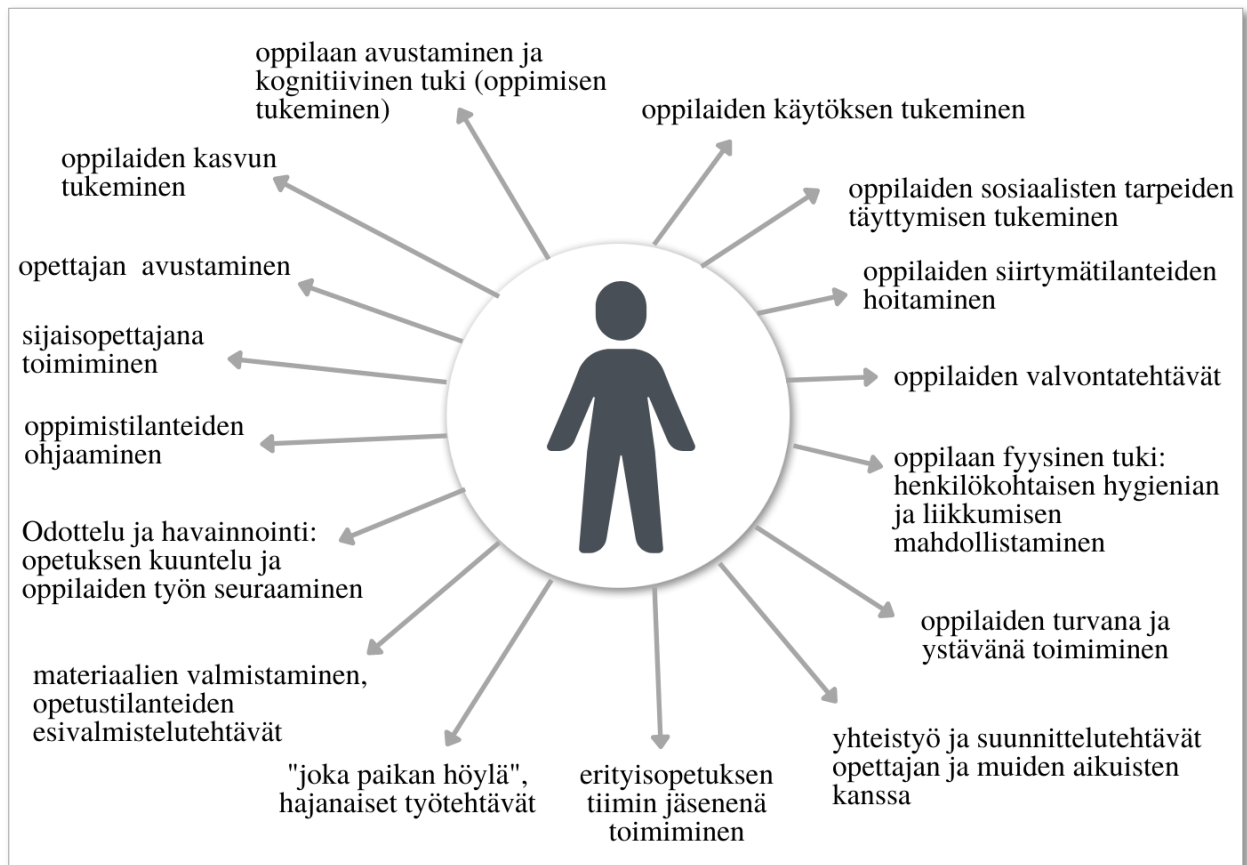 oppilaan avustaminen ja
kognitiivinen tuki (oppimisen
tukeminen)
oppilaiden käytöksen tukeminen
oppilaiden sosiaalisten tarpeiden
täyttymisen tukeminen
oppilaiden siirtymätilanteiden
hoitaminen
oppilaiden valvontatehtävät
oppilaan fyysinen tuki:
henkilökohtaisen hygienian
ja liikkumisen
mahdollistaminen
oppilaiden turvana ja
ystävänä toimiminen
yhteistyö ja suunnittelutehtävät
opettajan ja muiden aikuisten
kanssa
erityisopetuksen
tiimin jäsenenä
toimiminen
"joka paikan höylä",
hajanaiset työtehtävät
materiaalien valmistaminen,
opetustilanteiden
esivalmistelutehtävät
Odottelu ja havainnointi:
opetuksen kuuntelu ja
oppilaiden työn seuraaminen
oppimistilanteiden
ohjaaminen
sijaisopettajana
toimiminen
opettajan  avustaminen
oppilaiden kasvun
tukeminen